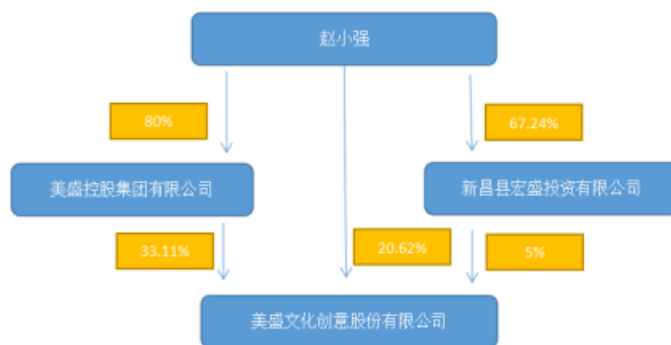 赵小强
80%
67.24%
美盛控股集团有限公司
新昌县宏盛投资有限公司
33.11%
20.62%
5%
美盛文化创意股份有限公司